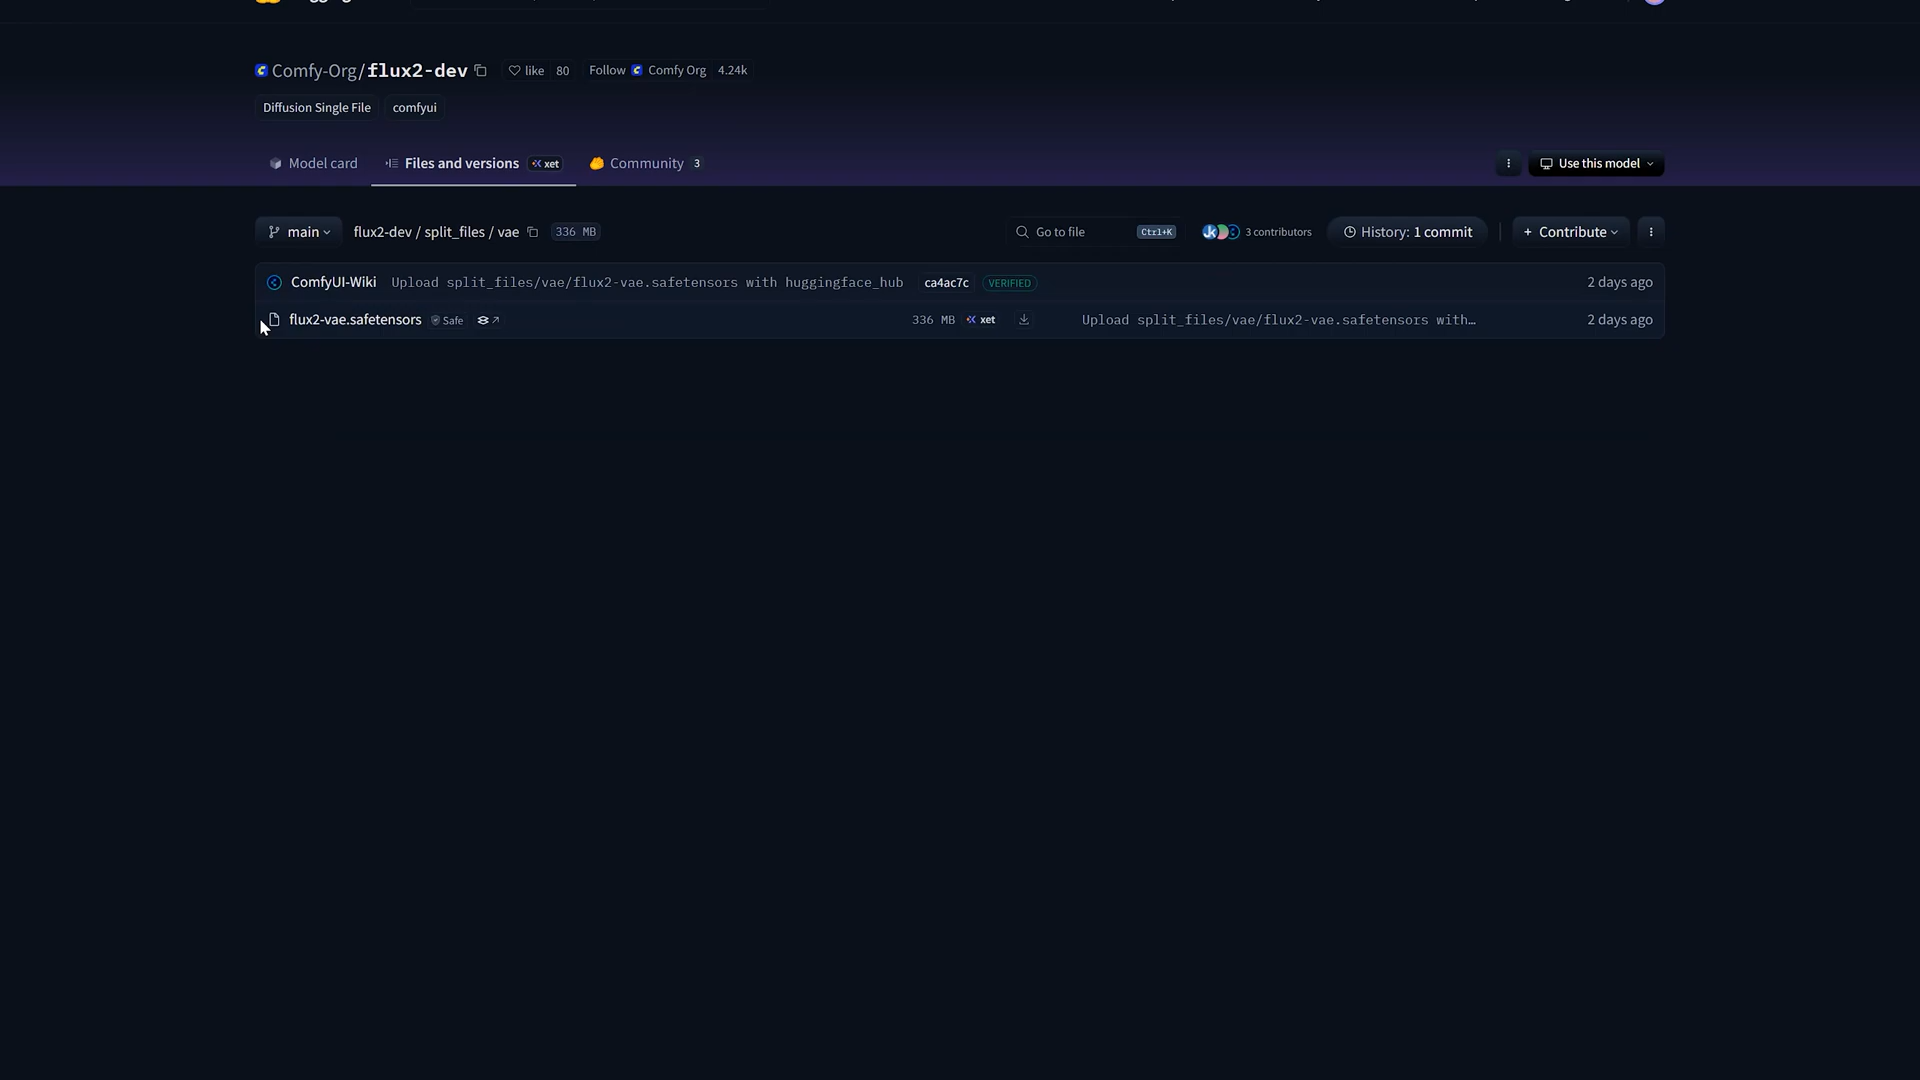 Comfy-Org/flux2-dev like 80 Follow Comfy Org 4.24k
Diffusion Single File comfyui
Model card Files and versions xet Community 3 Use this model
main flux2-dev / split_files / vae 336 MB Go to file Ctrl+K 3 contributors History: 1 commit + Contribute
ComfyUI-Wiki Upload split_files/vae/flux2-vae.safetensors with huggingface_hub ca4ac7c VERIFIED 2 days ago
flux2-vae.safetensors Safe 336 MB xet Upload split_files/vae/flux2-vae.safetensors with… 2 days ago